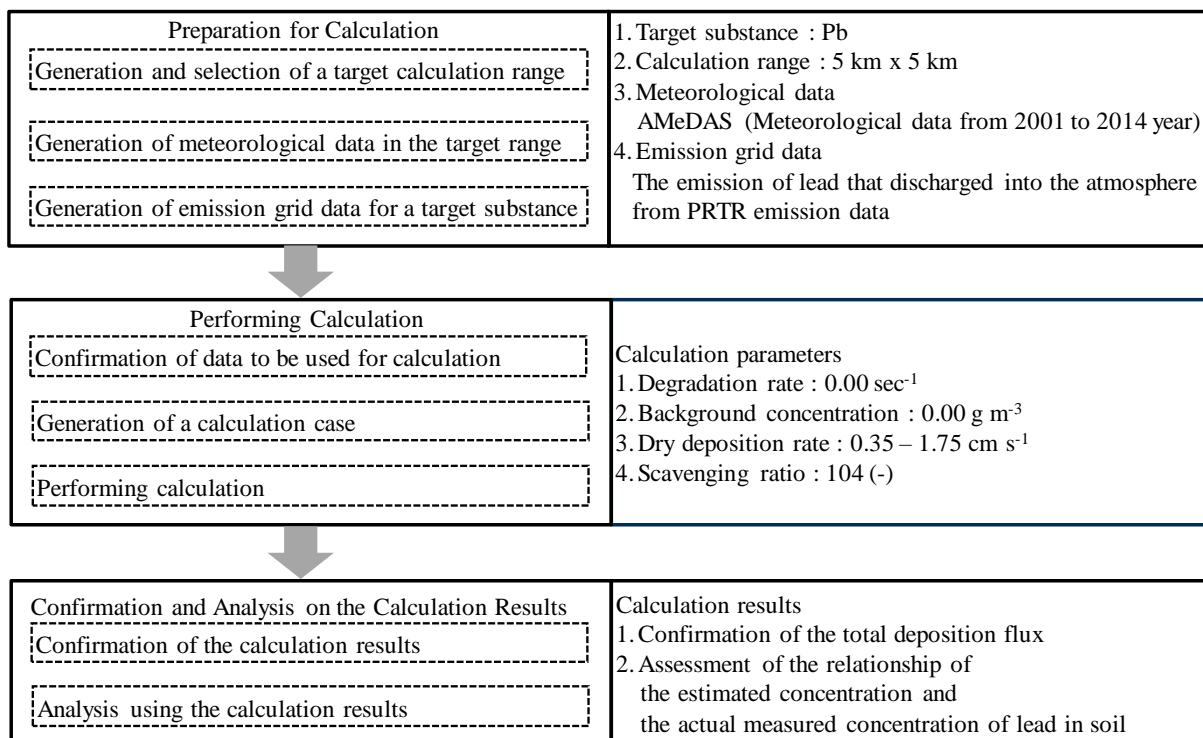 Preparation for Calculation
Generation and selection of a target calculation range
Generation of meteorological data in the target range
Generation of emission grid data for a target substance
1. Target substance : Pb
2. Calculation range : 5 km x 5 km
3. Meteorological data
AMeDAS (Meteorological data from 2001 to 2014 year)
4. Emission grid data
The emission of lead that discharged into the atmosphere
from PRTR emission data
Performing Calculation
Confirmation of data to be used for calculation
Generation of a calculation case
Performing calculation
Calculation parameters
1. Degradation rate : 0.00 sec⁻¹
2. Background concentration : 0.00 g m⁻³
3. Dry deposition rate : 0.35 – 1.75 cm s⁻¹
4. Scavenging ratio : 104 (-)
Confirmation and Analysis on the Calculation Results
Confirmation of the calculation results
Analysis using the calculation results
Calculation results
1. Confirmation of the total deposition flux
2. Assessment of the relationship of
the estimated concentration and
the actual measured concentration of lead in soil